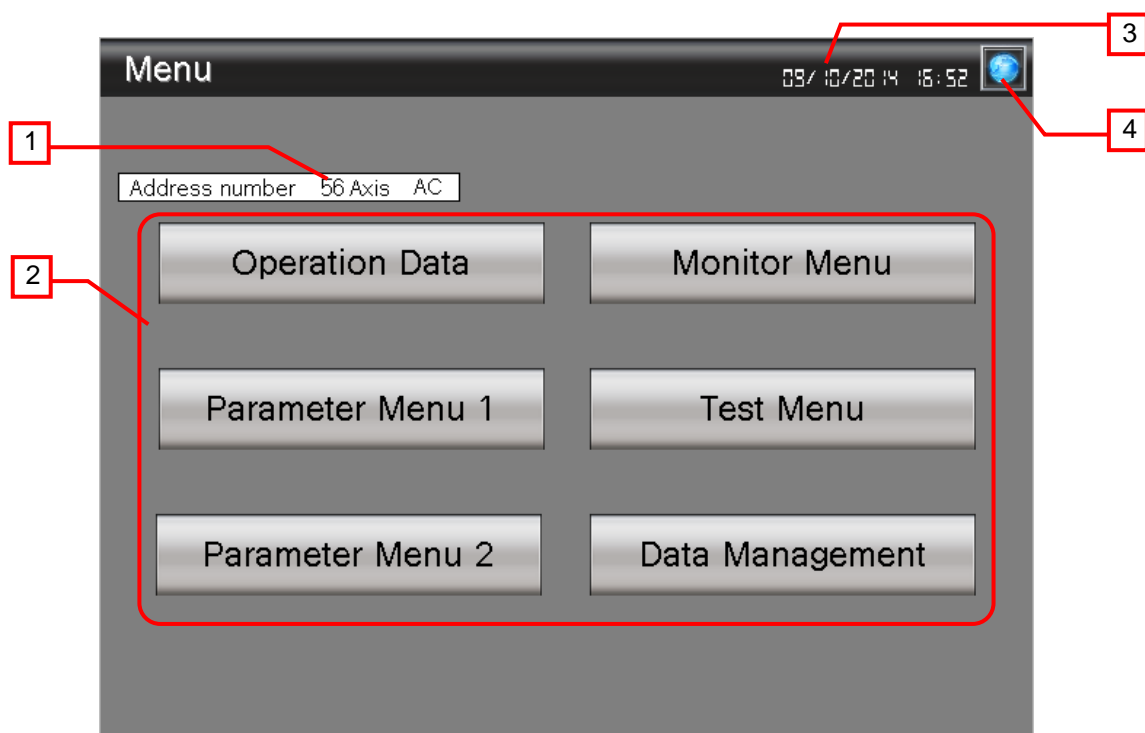 3
Menu 09/10/2014 16:52
4
1
Address number 56 Axis AC
2
Operation Data Monitor Menu
Parameter Menu 1 Test Menu
Parameter Menu 2 Data Management